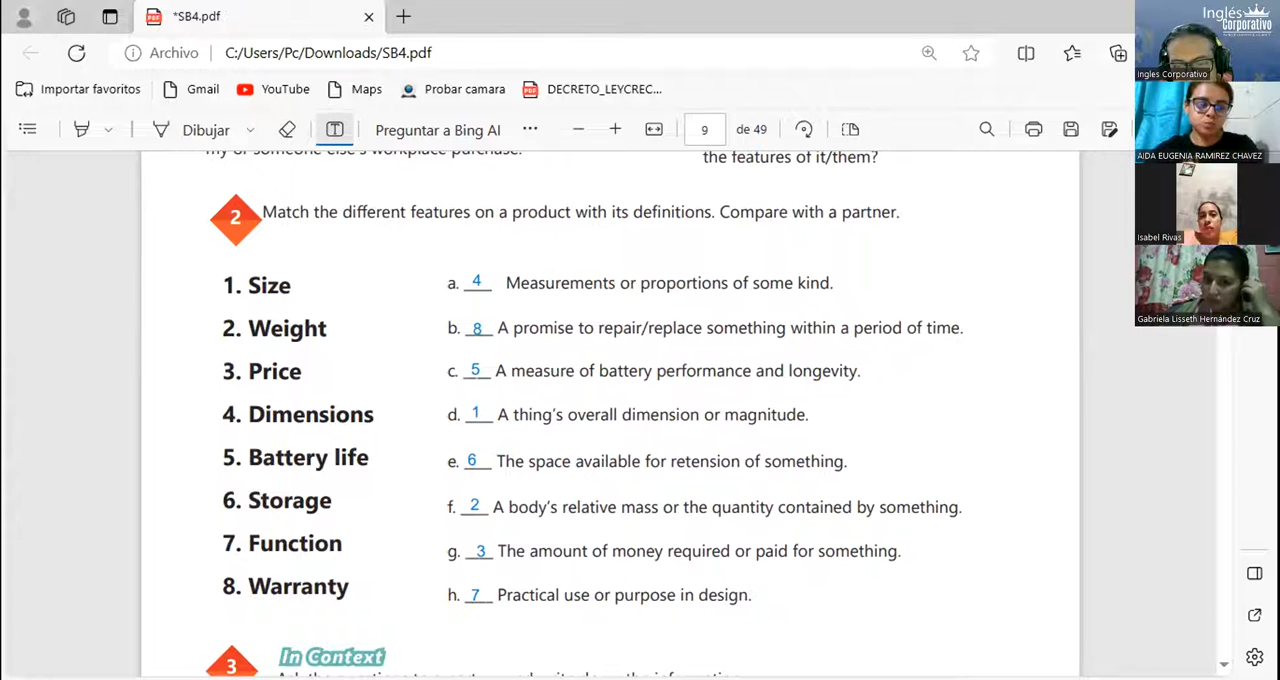 *SB4.pdf
Archivo
C:/Users/Pc/Downloads/SB4.pdf
Importar favoritos
Gmail
YouTube
Maps
Probar camara
DECRETO_LEYCREC...
Dibujar
Preguntar a Bing AI
9
de 49
my or someone else's workplace purchase.
the features of it/them?
2
Match the different features on a product with its definitions. Compare with a partner.
1. Size
a. 4 Measurements or proportions of some kind.
2. Weight
b. 8 A promise to repair/replace something within a period of time.
3. Price
c. 5 A measure of battery performance and longevity.
4. Dimensions
d. 1 A thing's overall dimension or magnitude.
5. Battery life
e. 6 The space available for retension of something.
6. Storage
f. 2 A body's relative mass or the quantity contained by something.
7. Function
g. 3 The amount of money required or paid for something.
8. Warranty
h. 7 Practical use or purpose in design.
3
In Context
Inglés
Corporativo
Ingles Corporativo
AIDA EUGENIA RAMIREZ CHAVEZ
Isabel Rivas
Gabriela Lisseth Hernández Cruz